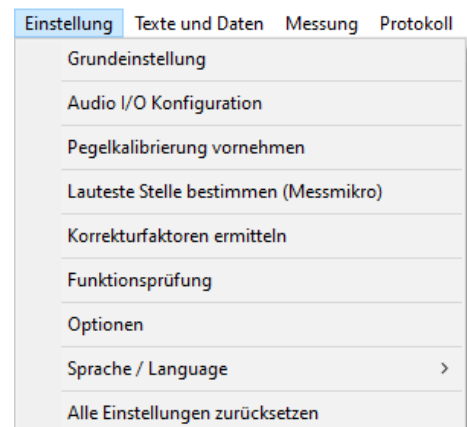 Einstellung Texte und Daten Messung Protokoll
Grundeinstellung
Audio I/O Konfiguration
Pegelkalibrierung vornehmen
Lauteste Stelle bestimmen (Messmikro)
Korrekturfaktoren ermitteln
Funktionsprüfung
Optionen
Sprache / Language
Alle Einstellungen zurücksetzen